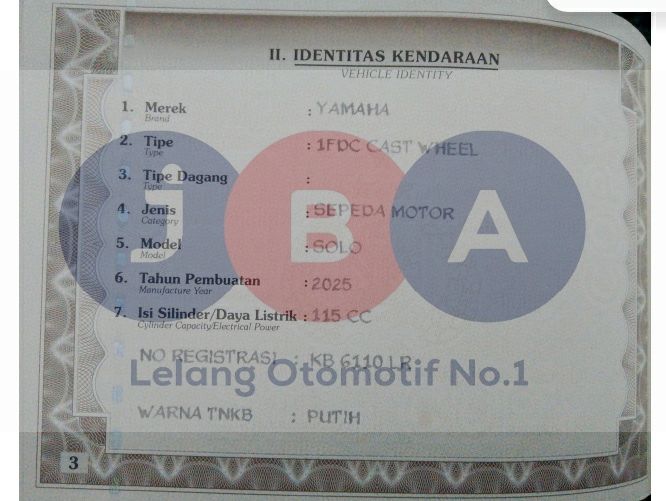 II. IDENTITAS KENDARAAN
VEHICLE IDENTITY
1. Merek : YAMAHA
Brand
2. Tipe : 1FDC CAST WHEEL
Type
3. Tipe Dagang :
Type
4. Jenis : SEPEDA MOTOR
Category
5. Model : SOLO
Model
6. Tahun Pembuatan : 2025
Manufacture Year
7. Isi Silinder/Daya Listrik : 115 CC
Cylinder Capacity/Electrical Power
NO REGISTRASI : KB 6110 LR
WARNA TNKB : PUTIH
3
j B A
Lelang Otomotif No.1